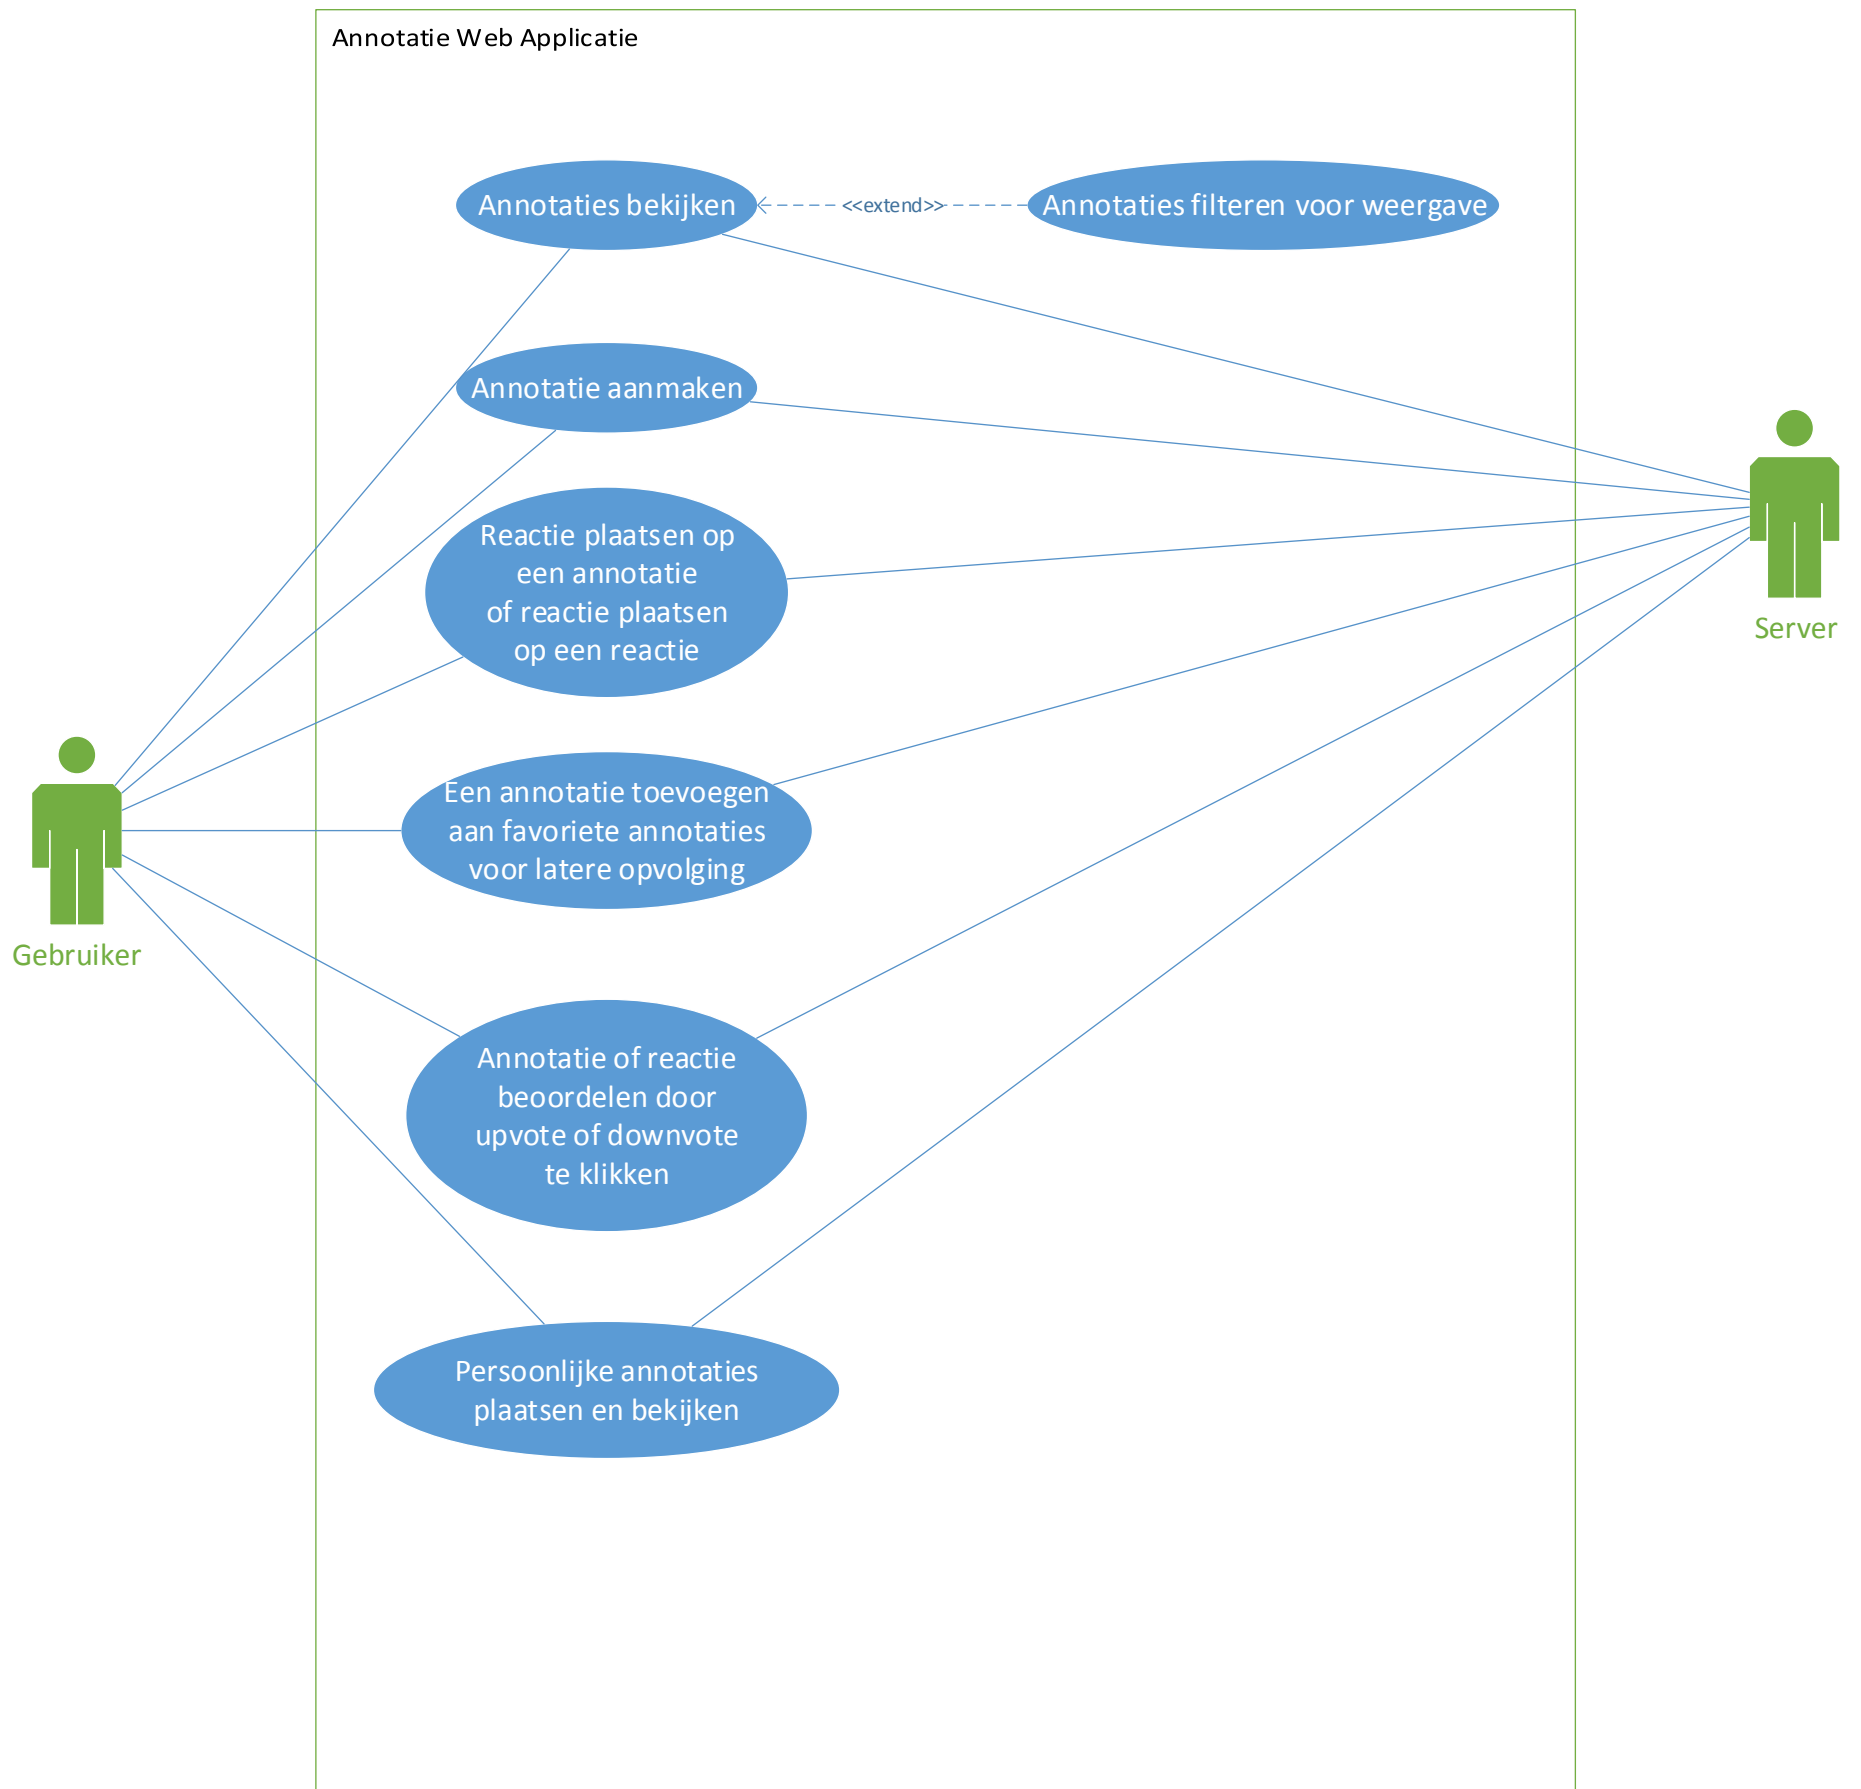 Annotatie Web Applicatie
Annotaties bekijken
<<extend>>
Annotaties filteren voor weergave
Annotatie aanmaken
Reactie plaatsen op
een annotatie
of reactie plaatsen
op een reactie
Server
Een annotatie toevoegen
aan favoriete annotaties
voor latere opvolging
Gebruiker
Annotatie of reactie
beoordelen door
upvote of downvote
te klikken
Persoonlijke annotaties
plaatsen en bekijken